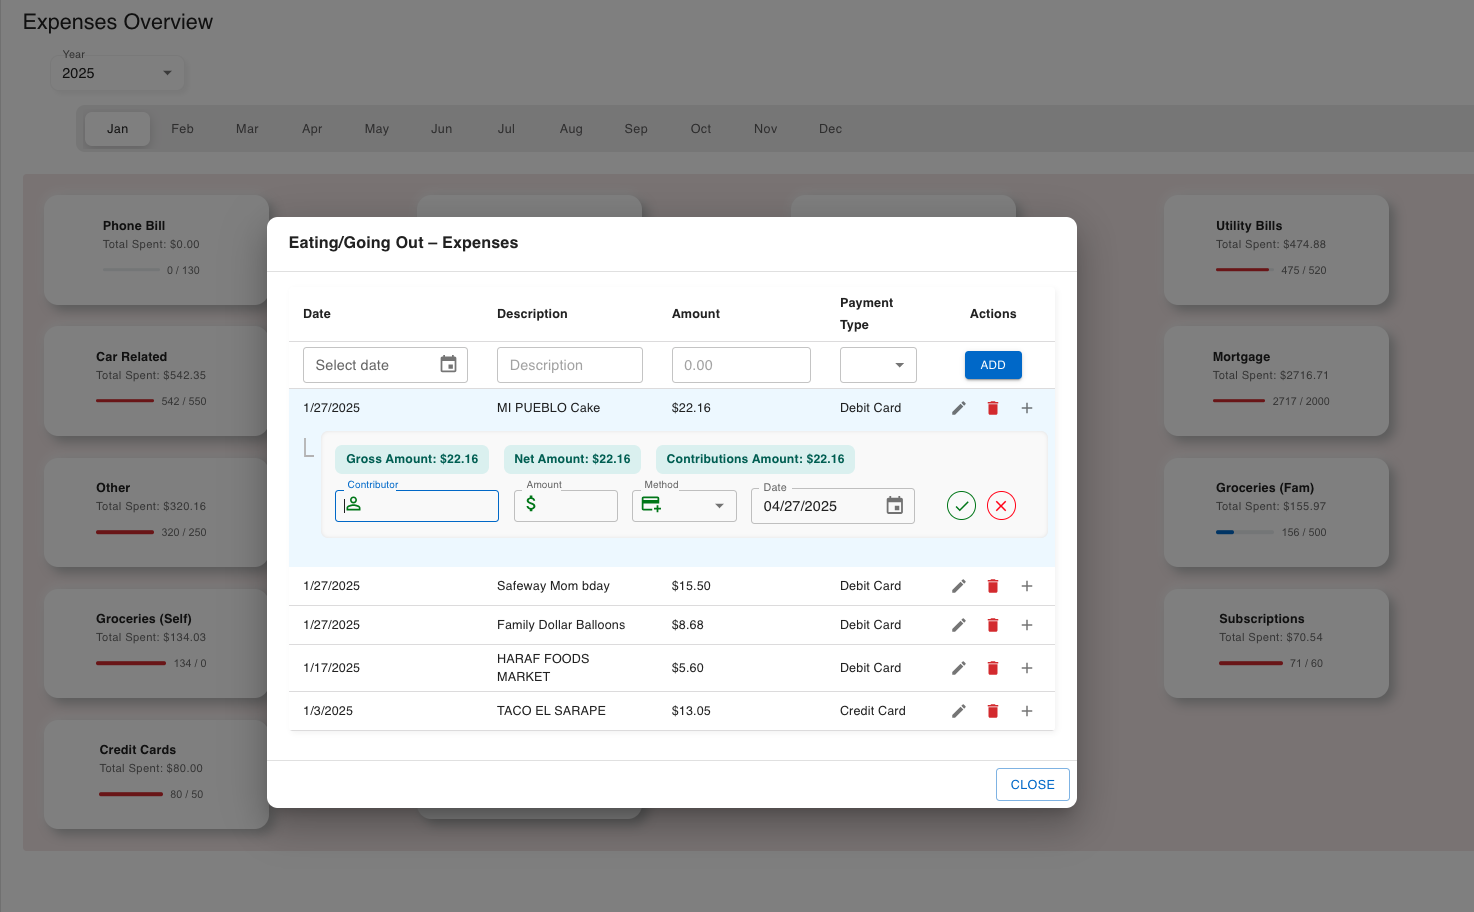 Expenses Overview
Year
2025
Jan Feb Mar Apr May Jun Jul Aug Sep Oct Nov Dec
Phone Bill
Total Spent: $0.00
0 / 130
Car Related
Total Spent: $542.35
542 / 550
Other
Total Spent: $320.16
320 / 250
Groceries (Self)
Total Spent: $134.03
134 / 0
Credit Cards
Total Spent: $80.00
80 / 50
Eating/Going Out – Expenses
Date Description Amount Payment Type Actions
Select date Description 0.00 ADD
1/27/2025 MI PUEBLO Cake $22.16 Debit Card
Gross Amount: $22.16 Net Amount: $22.16 Contributions Amount: $22.16
Contributor Amount Method Date
$ 04/27/2025
1/27/2025 Safeway Mom bday $15.50 Debit Card
1/27/2025 Family Dollar Balloons $8.68 Debit Card
1/17/2025 HARAF FOODS MARKET $5.60 Debit Card
1/3/2025 TACO EL SARAPE $13.05 Credit Card
CLOSE
Utility Bills
Total Spent: $474.88
475 / 520
Mortgage
Total Spent: $2716.71
2717 / 2000
Groceries (Fam)
Total Spent: $155.97
156 / 500
Subscriptions
Total Spent: $70.54
71 / 60